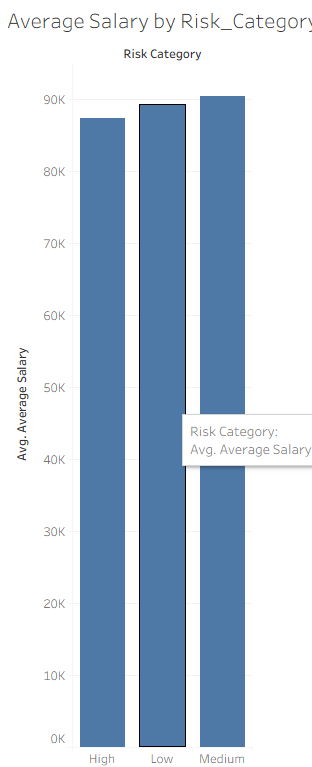 Average Salary by Risk_Category
Risk Category
90K
80K
70K
60K
50K
40K
30K
20K
10K
0K
Avg. Average Salary
Risk Category:
Avg. Average Salary
High
Low
Medium